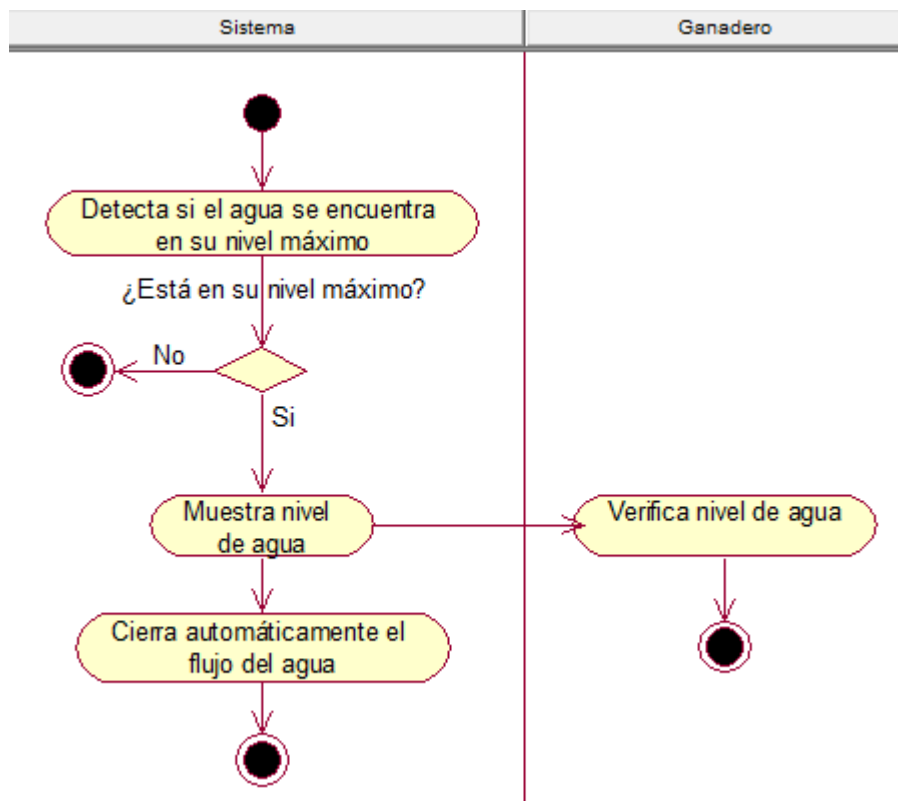 Sistema
Ganadero
Detecta si el agua se encuentra
en su nivel máximo
¿Está en su nivel máximo?
No
Si
Muestra nivel
de agua
Verifica nivel de agua
Cierra automáticamente el
flujo del agua